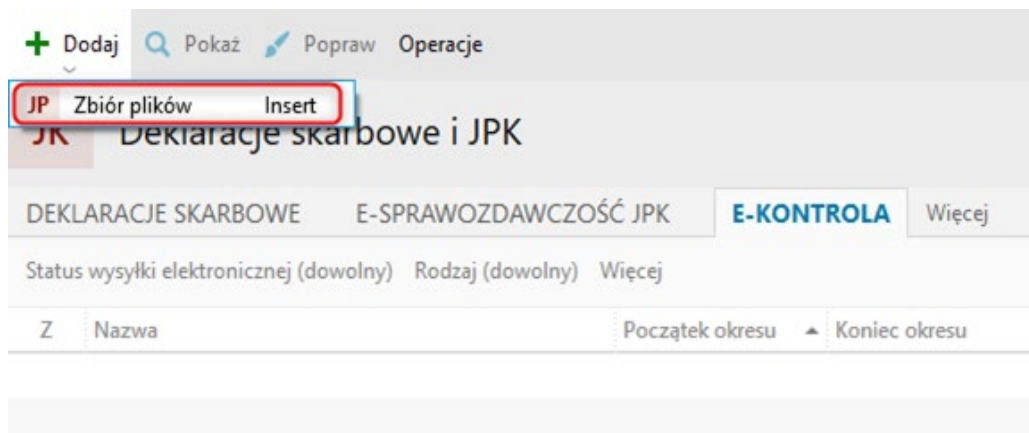 Dodaj Pokaż Popraw Operacje
JP Zbiór plików Insert
JK Deklaracje skarbowe i JPK
DEKLARACJE SKARBOWE E-SPRAWOZDAWCZOŚĆ JPK E-KONTROLA Więcej
Status wysyłki elektronicznej (dowolny) Rodzaj (dowolny) Więcej
Z Nazwa Początek okresu Koniec okresu